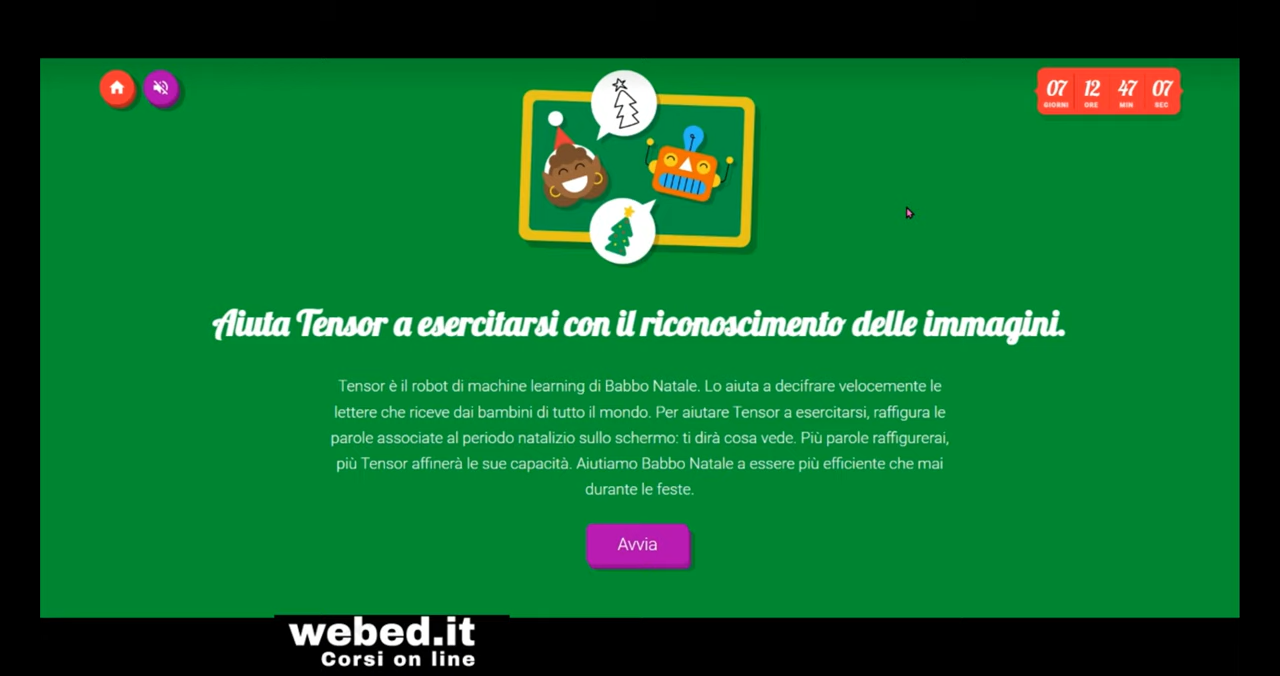 07 12 47 07
GIORNI ORE MIN SEC
Aiuta Tensor a esercitarsi con il riconoscimento delle immagini.
Tensor è il robot di machine learning di Babbo Natale. Lo aiuta a decifrare velocemente le
lettere che riceve dai bambini di tutto il mondo. Per aiutare Tensor a esercitarsi, raffigura le
parole associate al periodo natalizio sullo schermo: ti dirà cosa vede. Più parole raffigurerai,
più Tensor affinerà le sue capacità. Aiutiamo Babbo Natale a essere più efficiente che mai
durante le feste.
Avvia
webed.it
Corsi on line